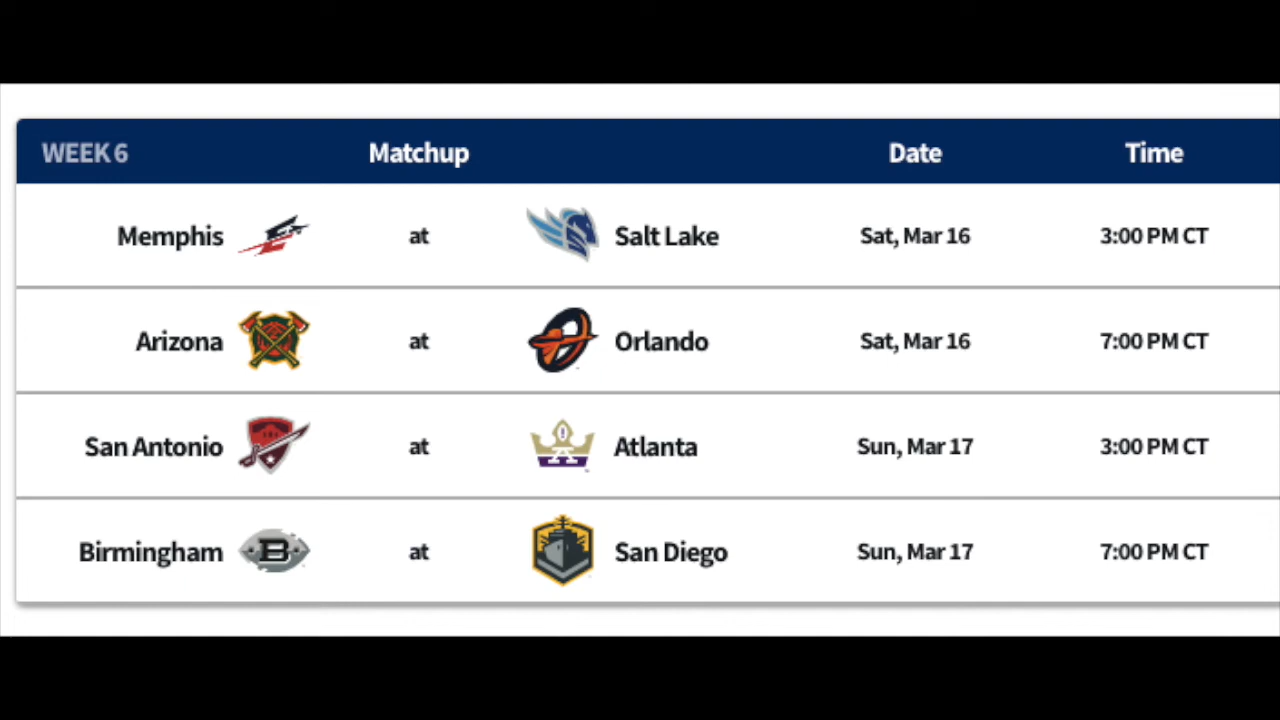 WEEK 6 Matchup Date Time
Memphis at Salt Lake Sat, Mar 16 3:00 PM CT
Arizona at Orlando Sat, Mar 16 7:00 PM CT
San Antonio at A Atlanta Sun, Mar 17 3:00 PM CT
Birmingham B at San Diego Sun, Mar 17 7:00 PM CT